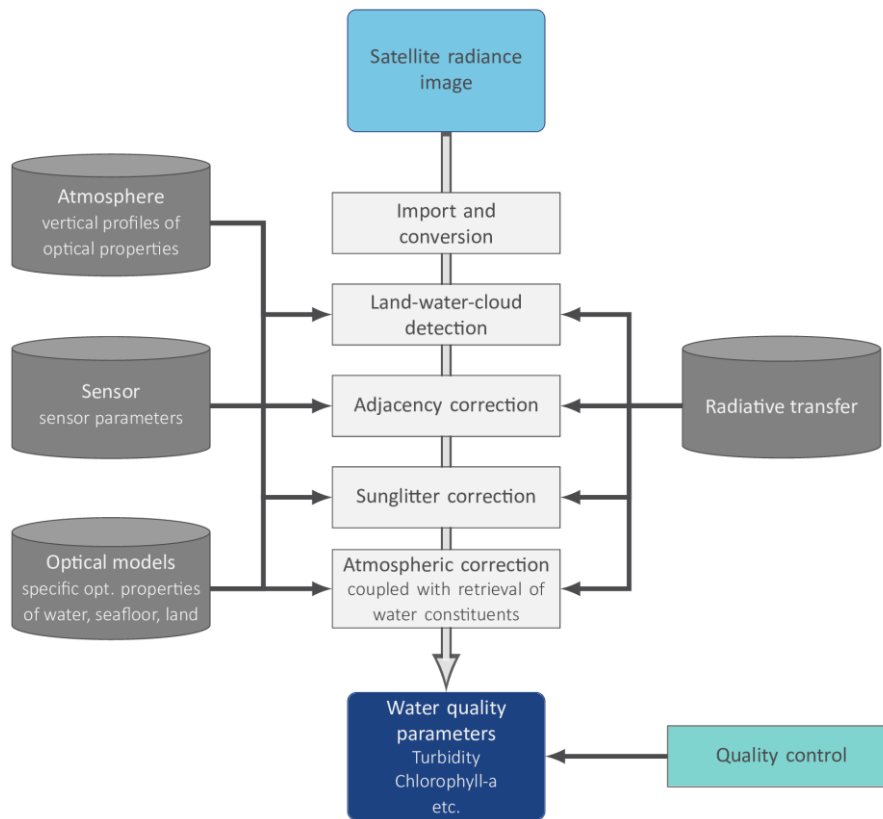 Satellite radiance
image
Atmosphere
vertical profiles of
optical properties
Import and
conversion
Land-water-cloud
detection
Sensor
sensor parameters
Adjacency correction
Radiative transfer
Sunglitter correction
Optical models
specific opt. properties
of water, seafloor, land
Atmospheric correction
coupled with retrieval of
water constituents
Water quality
parameters
Turbidity
Chlorophyll-a
etc.
Quality control